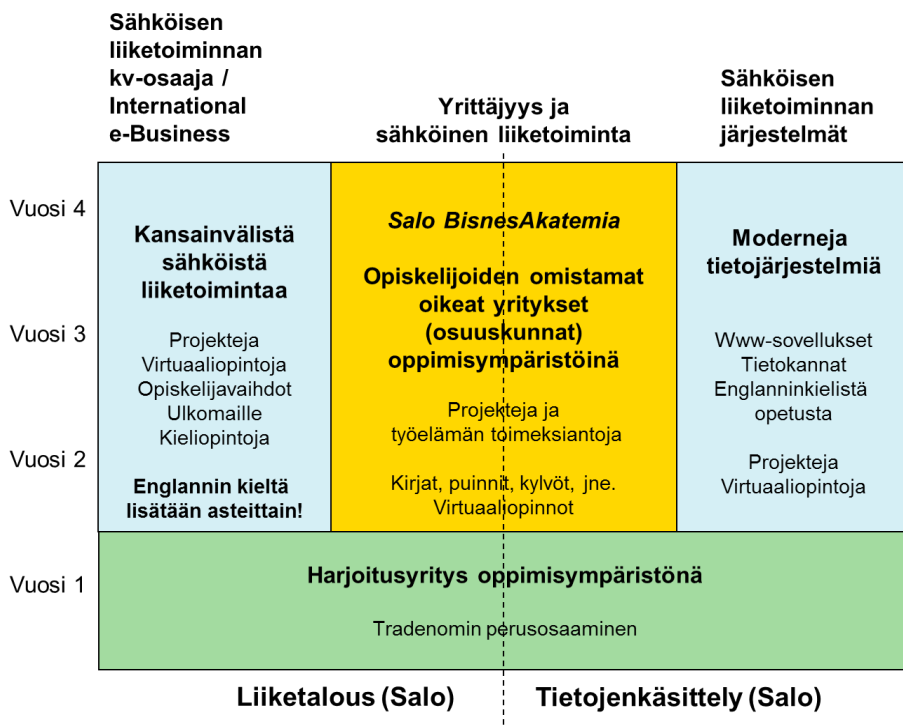 Sähköisen
liiketoiminnan
kv-osaaja /
International
e-Business
Yrittäjyys ja
sähköinen liiketoiminta
Sähköisen
liiketoiminnan
järjestelmät
Vuosi 4
Vuosi 3
Vuosi 2
Vuosi 1
Kansainvälistä
sähköistä
liiketoimintaa
Projekteja
Virtuaaliopintoja
Opiskelijavaihdot
Ulkomaille
Kieliopintoja
Englannin kieltä
lisätään asteittain!
Salo BisnesAkatemia
Opiskelijoiden omistamat
oikeat yritykset
(osuuskunnat)
oppimisympäristöinä
Projekteja ja
työelämän toimeksiantoja
Kirjat, puinnit, kylvöt, jne.
Virtuaaliopinnot
Moderneja
tietojärjestelmiä
Www-sovellukset
Tietokannat
Englanninkielistä
opetusta
Projekteja
Virtuaaliopintoja
Harjoitusyritys oppimisympäristönä
Tradenomin perusosaaminen
Liiketalous (Salo)
Tietojenkäsittely (Salo)